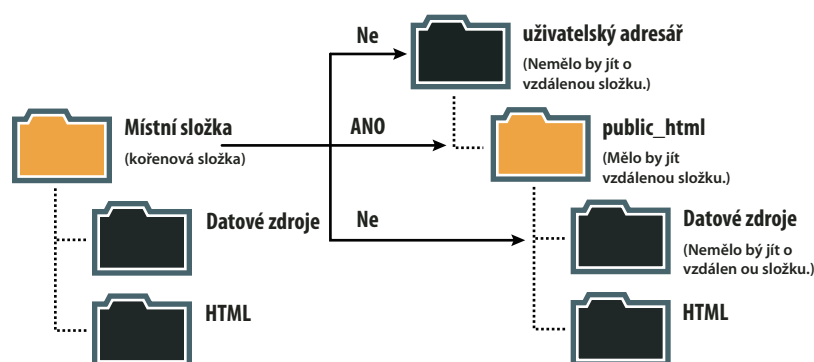 Ne
uživatelský adresář
(Nemělo by jít o
vzdálenou složku.)
Místní složka
(kořenová složka)
ANO
public_html
(Mělo by jít
vzdálenou složku.)
Datové zdroje
Ne
Datové zdroje
(Nemělo bý jít o
vzdálen ou složku.)
HTML
HTML